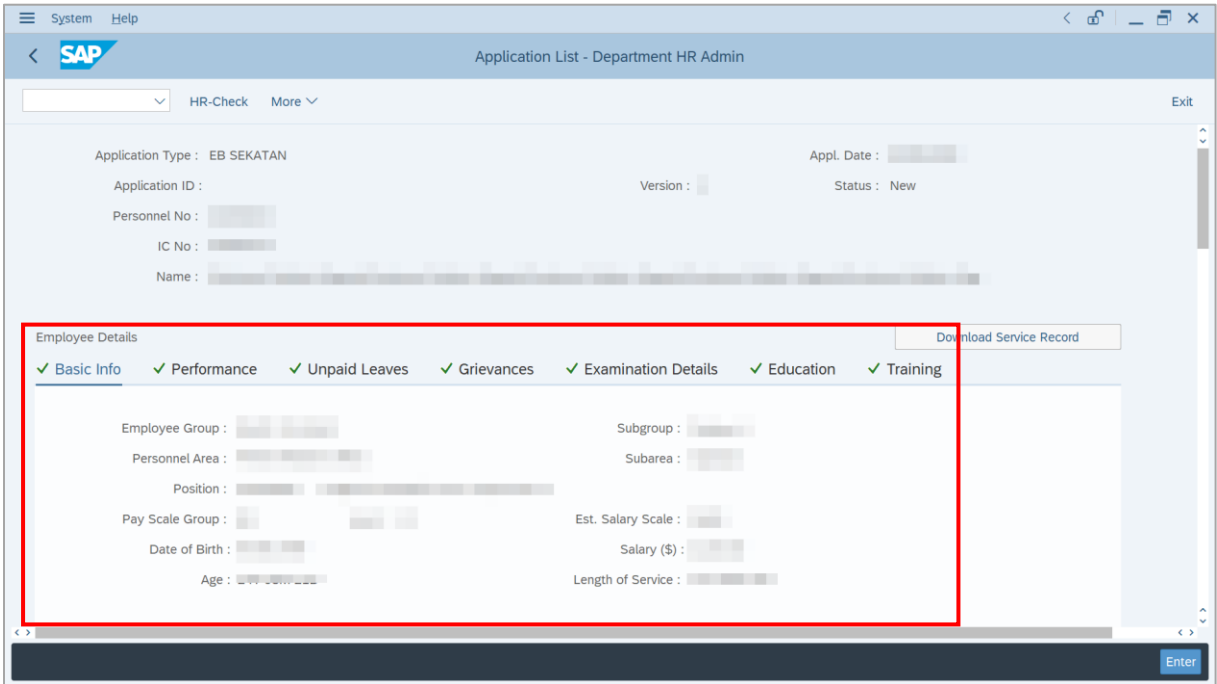 System Help
SAP Application List - Department HR Admin
HR-Check More Exit
Application Type : EB SEKATAN Appl. Date :
Application ID : Version : Status : New
Personnel No :
IC No :
Name :
Employee Details Download Service Record
Basic Info Performance Unpaid Leaves Grievances Examination Details Education Training
Employee Group : Subgroup :
Personnel Area : Subarea :
Position :
Pay Scale Group : Est. Salary Scale :
Date of Birth : Salary ($) :
Age : Length of Service :
Enter